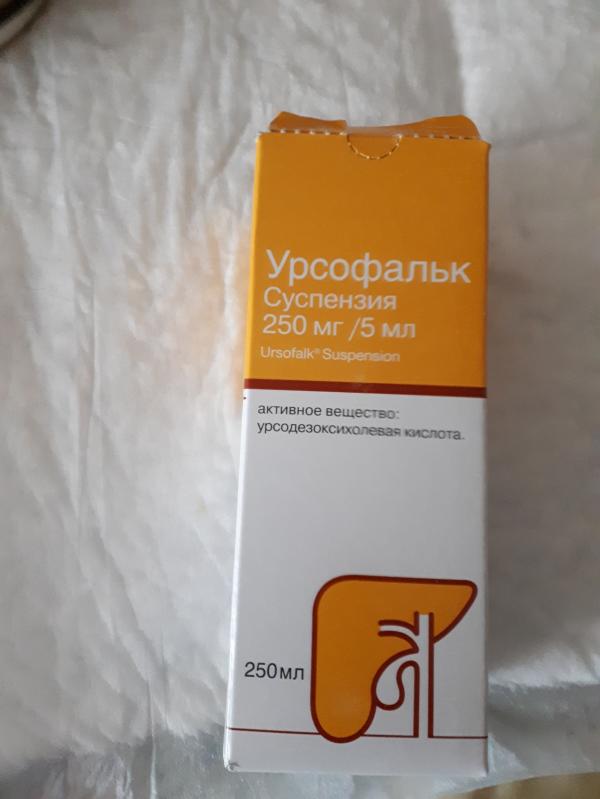 Урсофальк
Суспензия
250 мг /5 мл
Ursofalk® Suspension
активное вещество:
урсодезоксихолевая кислота.
250мл